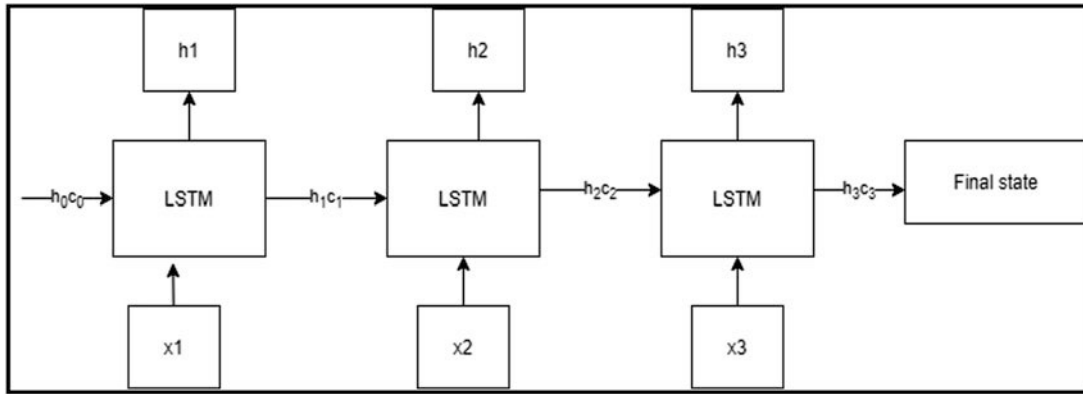 h1
h2
h3
h₀c₀
LSTM
h₁c₁
LSTM
h₂c₂
LSTM
h₃c₃
Final state
x1
x2
x3